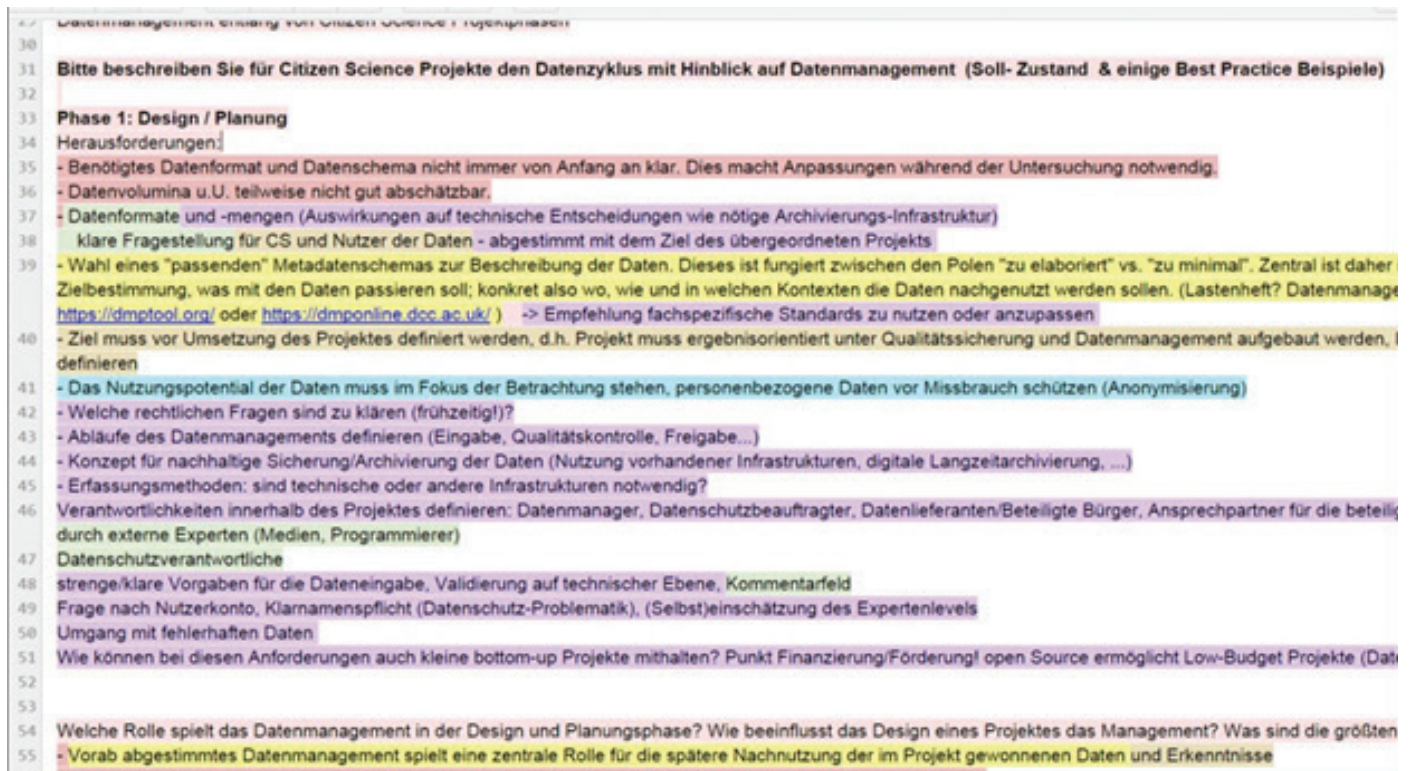 29 Datenmanagement entlang von Citizen Science Projektphasen
30
31 Bitte beschreiben Sie für Citizen Science Projekte den Datenzyklus mit Hinblick auf Datenmanagement (Soll- Zustand & einige Best Practice Beispiele)
32
33 Phase 1: Design / Planung
34 Herausforderungen:
35 - Benötigtes Datenformat und Datenschema nicht immer von Anfang an klar. Dies macht Anpassungen während der Untersuchung notwendig.
36 - Datenvolumina u.U. teilweise nicht gut abschätzbar.
37 - Datenformate und -mengen (Auswirkungen auf technische Entscheidungen wie nötige Archivierungs-Infrastruktur)
38 klare Fragestellung für CS und Nutzer der Daten - abgestimmt mit dem Ziel des übergeordneten Projekts
39 - Wahl eines "passenden" Metadatenschemas zur Beschreibung der Daten. Dieses ist fungiert zwischen den Polen "zu elaboriert" vs. "zu minimal". Zentral ist daher
Zielbestimmung, was mit den Daten passieren soll; konkret also wo, wie und in welchen Kontexten die Daten nachgenutzt werden sollen. (Lastenheft? Datenmanage
https://dmptool.org/ oder https://dmponline.dcc.ac.uk/ ) -> Empfehlung fachspezifische Standards zu nutzen oder anzupassen
40 - Ziel muss vor Umsetzung des Projektes definiert werden, d.h. Projekt muss ergebnisorientiert unter Qualitätssicherung und Datenmanagement aufgebaut werden,
definieren
41 - Das Nutzungspotential der Daten muss im Fokus der Betrachtung stehen, personenbezogene Daten vor Missbrauch schützen (Anonymisierung)
42 - Welche rechtlichen Fragen sind zu klären (frühzeitig!)?
43 - Abläufe des Datenmanagements definieren (Eingabe, Qualitätskontrolle, Freigabe...)
44 - Konzept für nachhaltige Sicherung/Archivierung der Daten (Nutzung vorhandener Infrastrukturen, digitale Langzeitarchivierung, ...)
45 - Erfassungsmethoden: sind technische oder andere Infrastrukturen notwendig?
46 Verantwortlichkeiten innerhalb des Projektes definieren: Datenmanager, Datenschutzbeauftragter, Datenlieferanten/Beteiligte Bürger, Ansprechpartner für die beteilig
durch externe Experten (Medien, Programmierer)
47 Datenschutzverantwortliche
48 strenge/klare Vorgaben für die Dateneingabe, Validierung auf technischer Ebene, Kommentarfeld
49 Frage nach Nutzerkonto, Klarnamenspflicht (Datenschutz-Problematik), (Selbst)einschätzung des Expertenlevels
50 Umgang mit fehlerhaften Daten
51 Wie können bei diesen Anforderungen auch kleine bottom-up Projekte mithalten? Punkt Finanzierung/Förderung! open Source ermöglicht Low-Budget Projekte (Date
52
53
54 Welche Rolle spielt das Datenmanagement in der Design und Planungsphase? Wie beeinflusst das Design eines Projektes das Management? Was sind die größten
55 - Vorab abgestimmtes Datenmanagement spielt eine zentrale Rolle für die spätere Nachnutzung der im Projekt gewonnenen Daten und Erkenntnisse